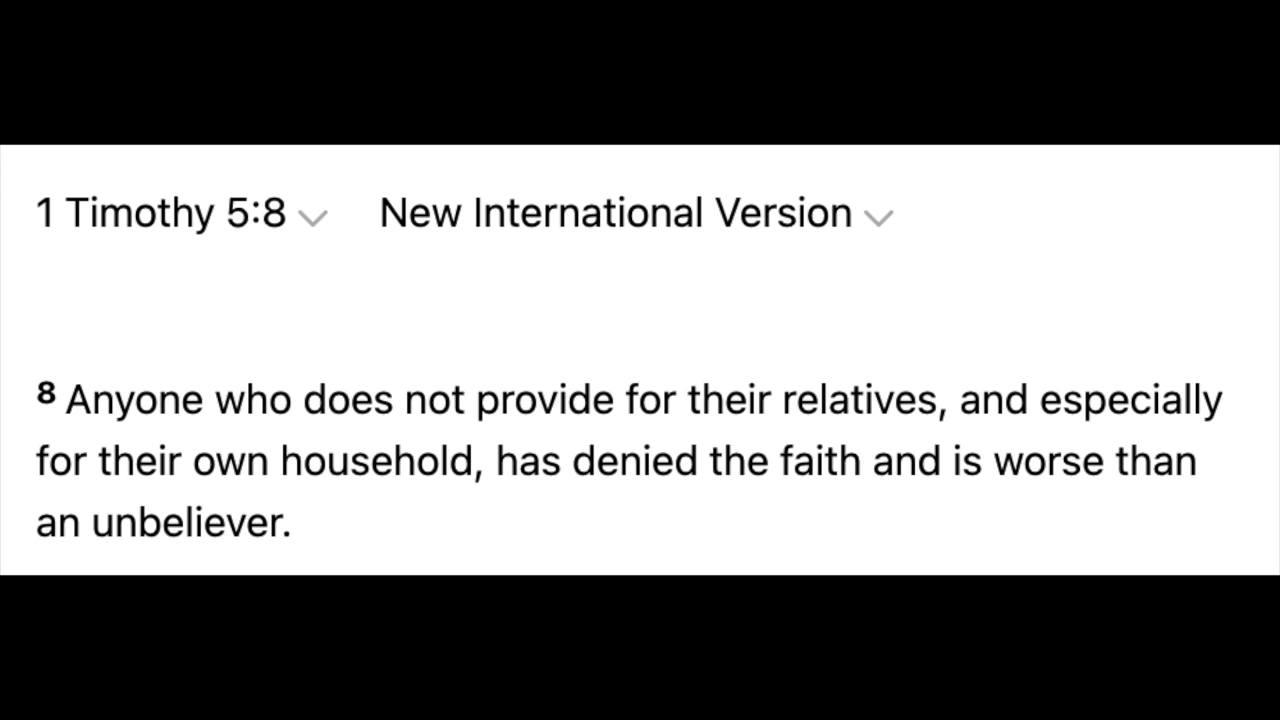 1 Timothy 5:8 New International Version
8 Anyone who does not provide for their relatives, and especially
for their own household, has denied the faith and is worse than
an unbeliever.